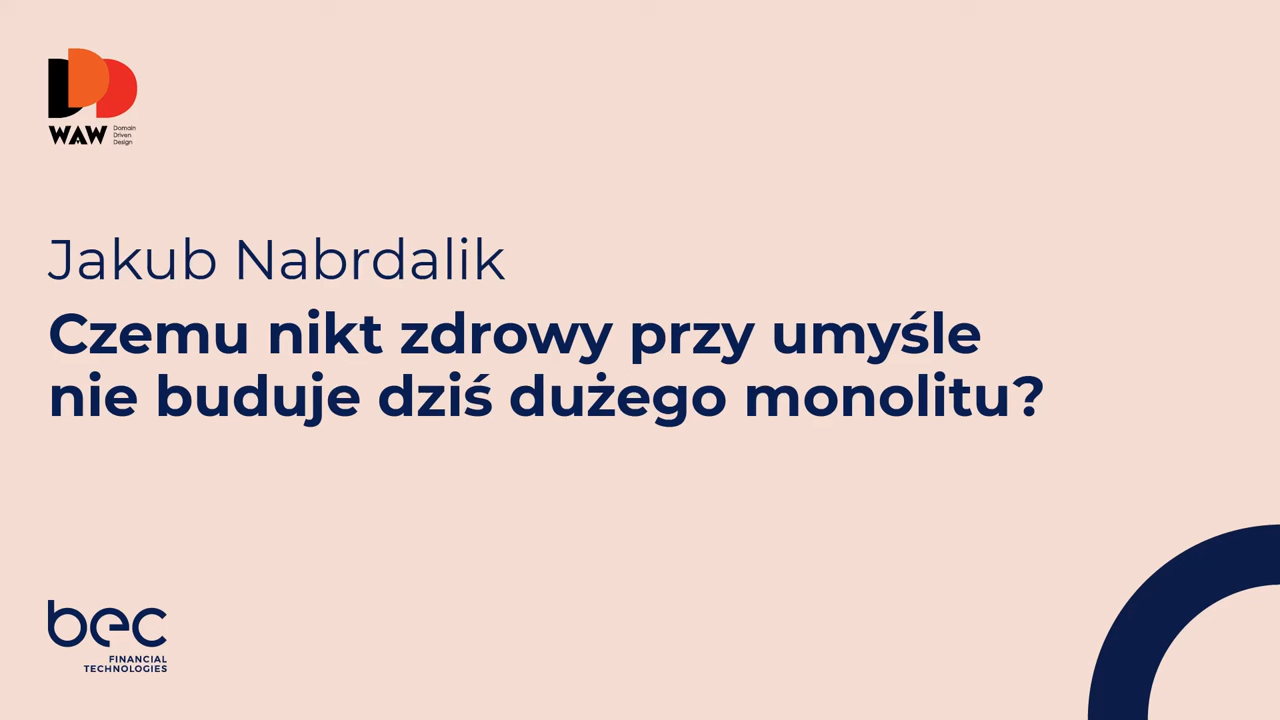 WAW
Domain
Driven
Design
Jakub Nabrdalik
Czemu nikt zdrowy przy umyśle
nie buduje dziś dużego monolitu?
bec
FINANCIAL
TECHNOLOGIES